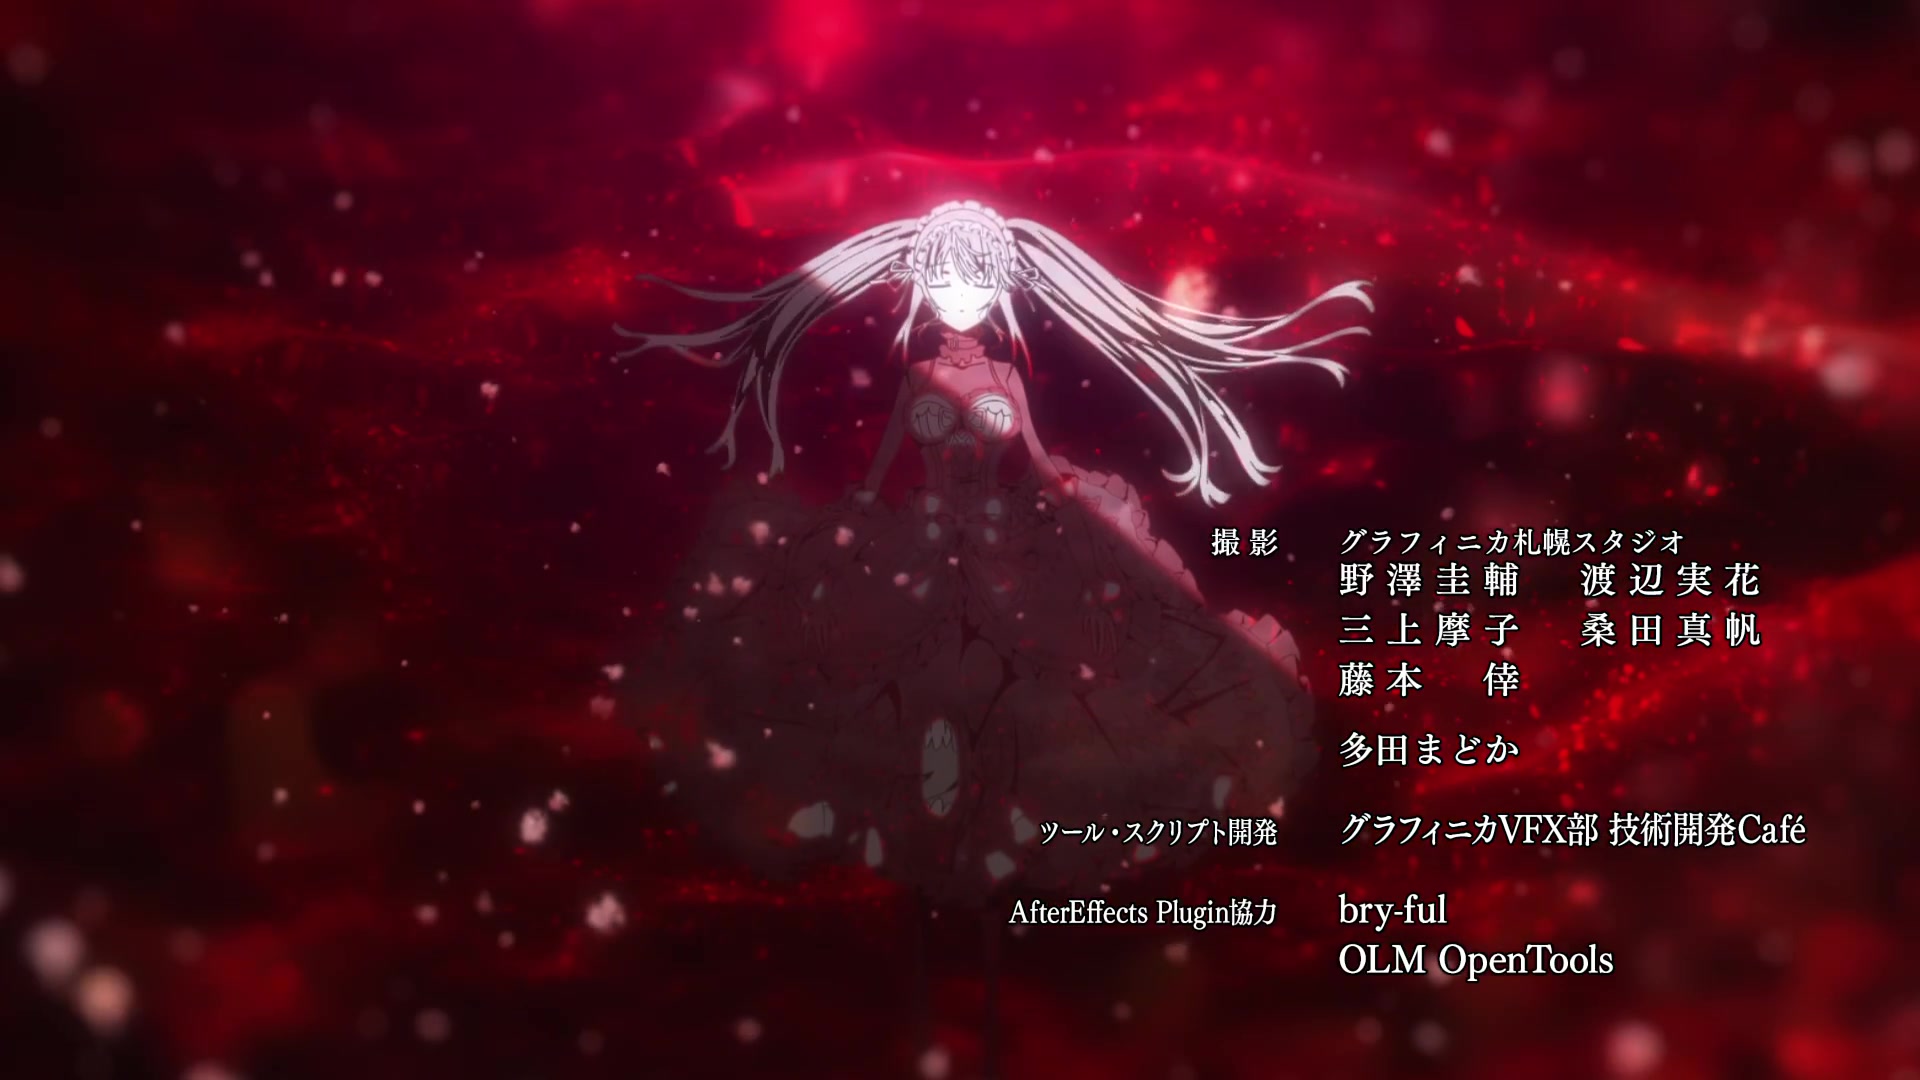 撮影 グラフィニカ札幌スタジオ
野澤圭輔 渡辺実花
三上摩子 桑田真帆
藤本 倖
多田まどか
ツール・スクリプト開発 グラフィニカVFX部 技術開発Café
AfterEffects Plugin協力 bry-ful
OLM OpenTools